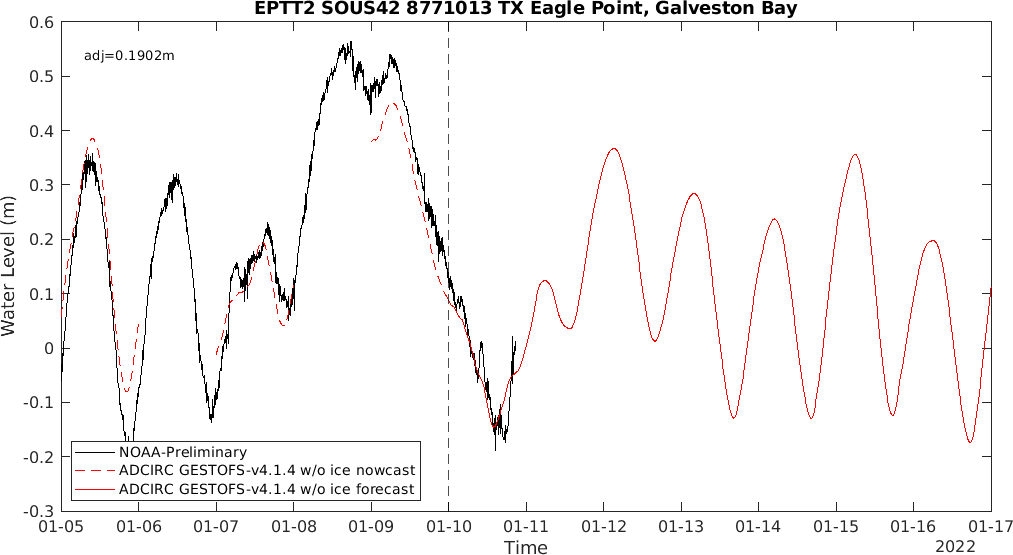 EPTT2 SOUS42 8771013 TX Eagle Point, Galveston Bay
adj=0.1902m
Water Level (m)
0.6
0.5
0.4
0.3
0.2
0.1
0
-0.1
-0.2
-0.3
NOAA-Preliminary
ADCIRC GESTOFS-v4.1.4 w/o ice nowcast
ADCIRC GESTOFS-v4.1.4 w/o ice forecast
01-05 01-06 01-07 01-08 01-09 01-10 01-11 01-12 01-13 01-14 01-15 01-16 01-17
Time
2022